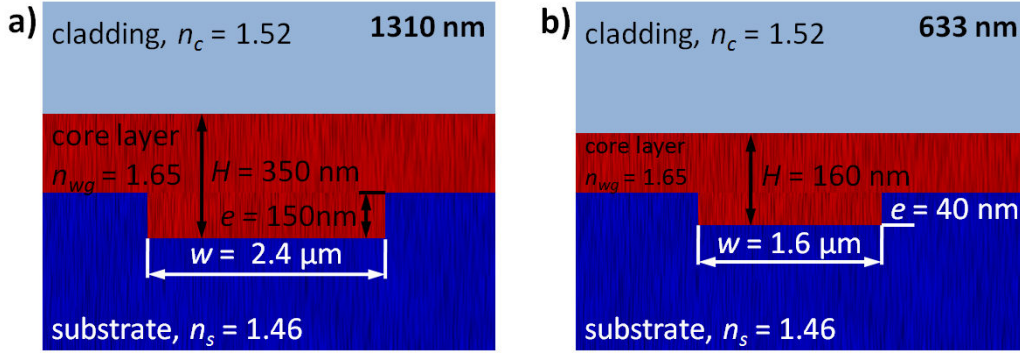 a)
cladding, n_c = 1.52
1310 nm
core layer
n_wg = 1.65
H = 350 nm
e = 150nm
w = 2.4 μm
substrate, n_s = 1.46
b)
cladding, n_c = 1.52
633 nm
core layer
n_wg = 1.65
H = 160 nm
e = 40 nm
w = 1.6 μm
substrate, n_s = 1.46